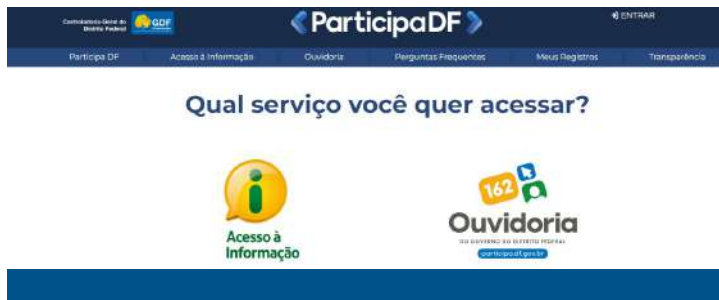 Controladoria-Geral do
Distrito Federal
GDF
ParticipaDF
ENTRAR
Participa DF
Acesso à Informação
Ouvidoria
Perguntas Frequentes
Meus Registros
Transparência
Qual serviço você quer acessar?
Acesso à
Informação
162
Ouvidoria
DO GOVERNO DO DISTRITO FEDERAL
participa.df.gov.br